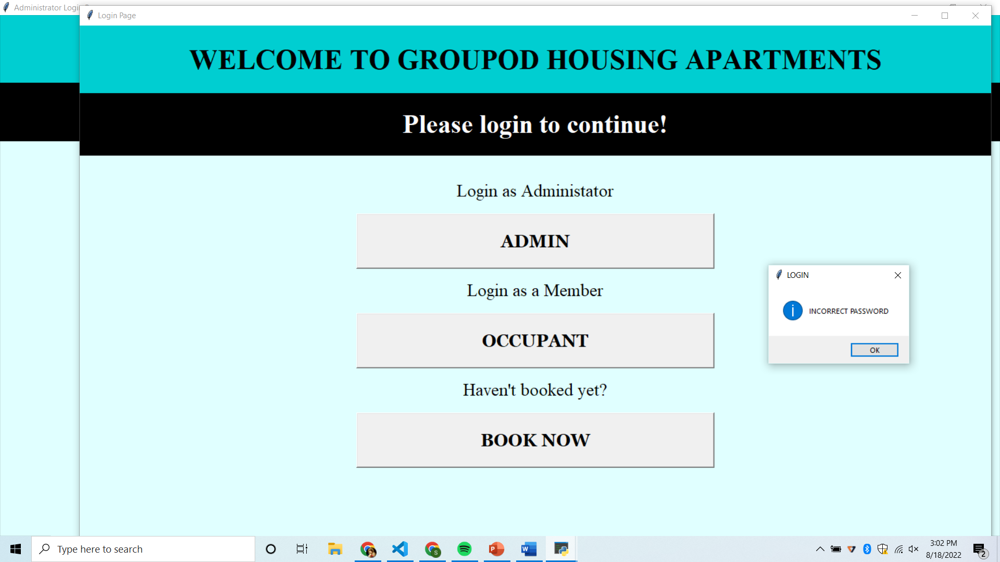 Administrator Login
Login Page
WELCOME TO GROUPOD HOUSING APARTMENTS
Please login to continue!
Login as Administator
ADMIN
Login as a Member
OCCUPANT
Haven't booked yet?
BOOK NOW
LOGIN
INCORRECT PASSWORD
OK
Type here to search
S
P
W
3:02 PM
8/18/2022
2